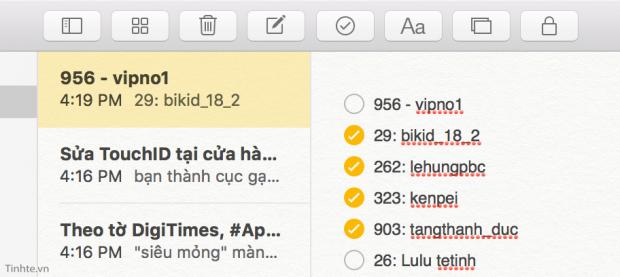 Aa
956 - vipno1
4:19 PM 29: bikid_18_2
Sửa TouchID tại cửa hà...
4:16 PM bạn thành cục gạ...
Theo tờ DigiTimes, #Ap...
4:16 PM "siêu mỏng" màn...
956 - vipno1
29: bikid_18_2
262: lehungpbc
323: kenpei
903: tangthanh_duc
26: Lulu tetinh
Tinhte.vn